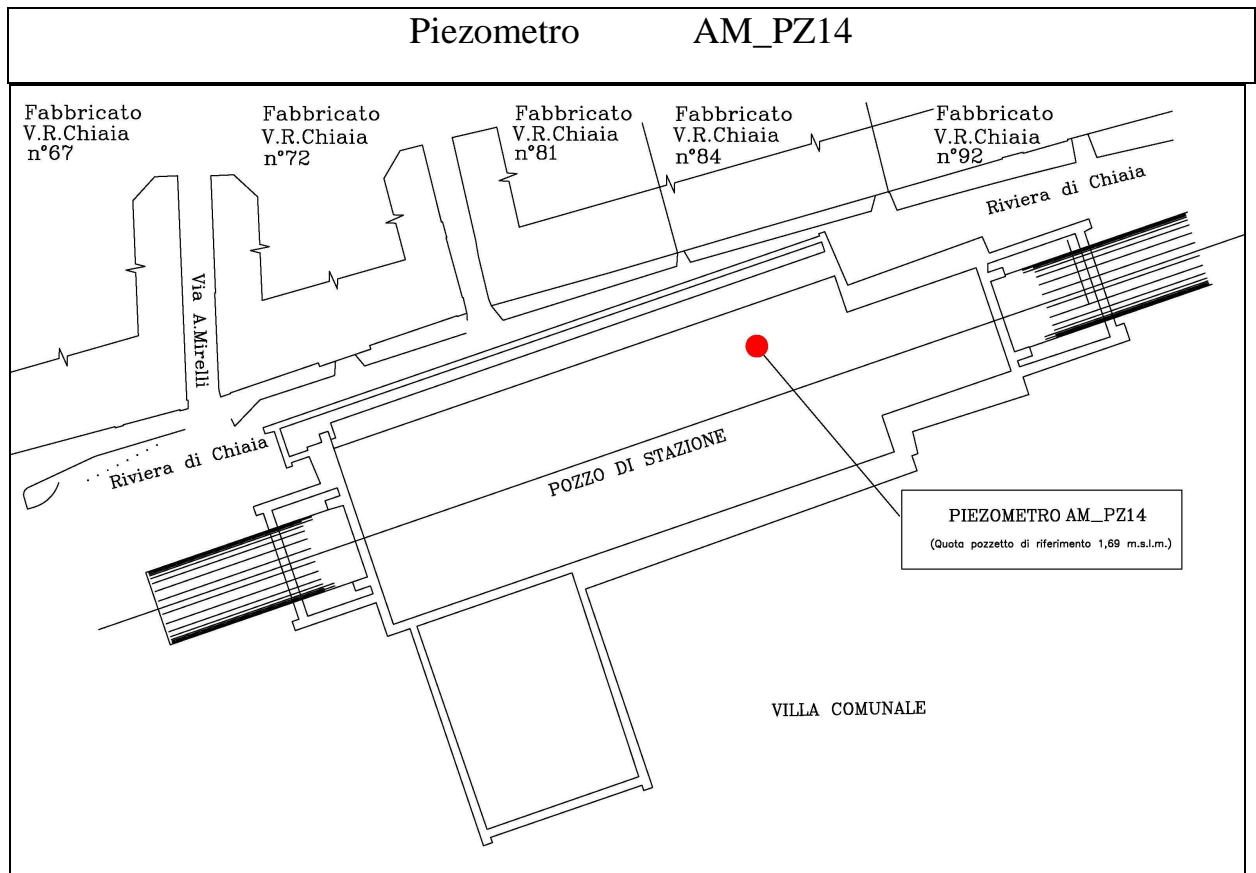 Piezometro AM_PZ14
Fabbricato
V.R.Chiaia
n°67
Fabbricato
V.R.Chiaia
n°72
Fabbricato
V.R.Chiaia
n°81
Fabbricato
V.R.Chiaia
n°84
Fabbricato
V.R.Chiaia
n°92
Riviera di Chiaia
Via A.Mirelli
Riviera di Chiaia
POZZO DI STAZIONE
PIEZOMETRO AM_PZ14
(Quota pozzetto di riferimento 1,69 m.s.l.m.)
VILLA COMUNALE